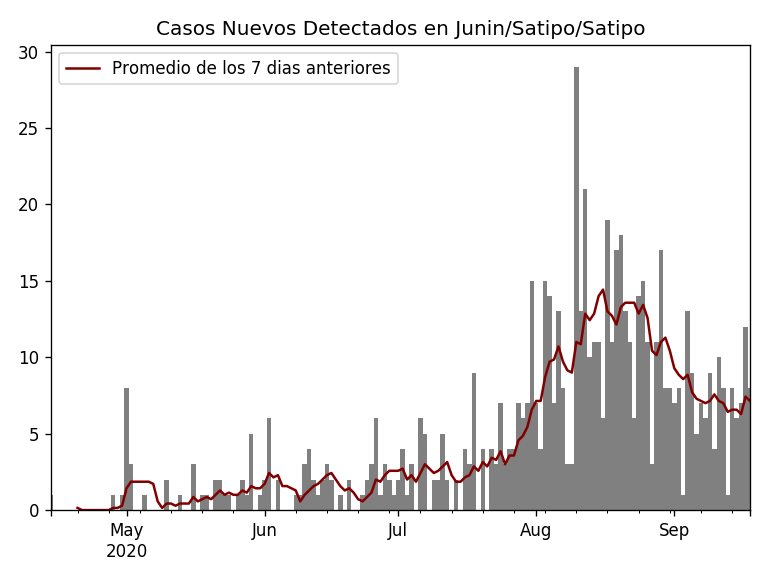 Casos Nuevos Detectados en Junin/Satipo/Satipo
Promedio de los 7 dias anteriores
30
25
20
15
10
5
0
May Jun Jul Aug Sep
2020